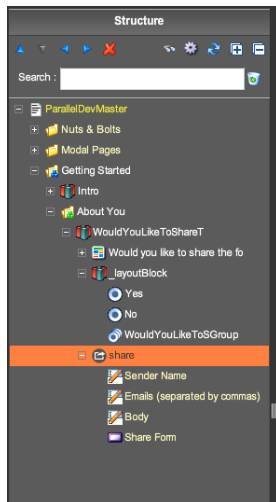 Structure
Search :
ParallelDevMaster
Nuts & Bolts
Modal Pages
Getting Started
Intro
About You
WouldYouLikeToShareT
Would you like to share the fo
_layoutBlock
Yes
No
WouldYouLikeToSGroup
share
Sender Name
Emails (separated by commas)
Body
Share Form